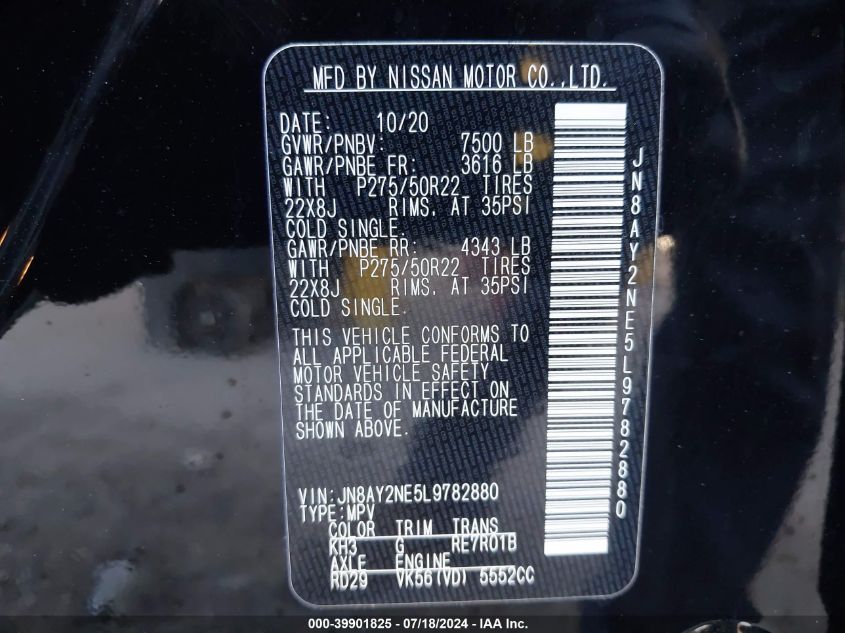 MFD BY NISSAN MOTOR CO.,LTD.
DATE: 10/20
GVWR/PNBV: 7500 LB
GAWR/PNBE FR: 3616 LB
WITH P275/50R22 TIRES
22X8J RIMS, AT 35PSI
COLD SINGLE.
GAWR/PNBE RR: 4343 LB
WITH P275/50R22 TIRES
22X8J RIMS, AT 35PSI
COLD SINGLE.
THIS VEHICLE CONFORMS TO
ALL APPLICABLE FEDERAL
MOTOR VEHICLE SAFETY
STANDARDS IN EFFECT ON
THE DATE OF MANUFACTURE
SHOWN ABOVE.
VIN:JN8AY2NE5L9782880
TYPE:MPV
COLOR TRIM TRANS
KH3 G RE7R01B
AXLE ENGINE
RD29 VK56(VD) 5552CC
JN8AY2NE5L9782880
000-39901825 - 07/18/2024 - IAA Inc.